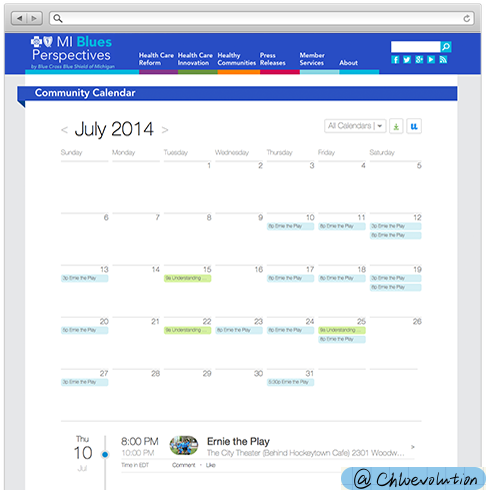 MI Blues
Perspectives
by Blue Cross Blue Shield of Michigan
Health Care Reform
Health Care Innovation
Healthy Communities
Press Releases
Member Services
About
Community Calendar
< July 2014 >
All Calendars | ▾
Sunday Monday Tuesday Wednesday Thursday Friday Saturday
1 2 3 4 5
6 7 8 9 10 11 12
8p Ernie the Play 8p Ernie the Play 3p Ernie the Play
8p Ernie the Play
13 14 15 16 17 18 19
2p Ernie the Play 9a Understanding ... 8p Ernie the Play 8p Ernie the Play 3p Ernie the Play
8p Ernie the Play
20 21 22 23 24 25 26
2p Ernie the Play 9a Understanding ... 8p Ernie the Play 8p Ernie the Play 9a Understanding ...
8p Ernie the Play
27 28 29 30 31
2p Ernie the Play 5:30p Ernie the Play
Thu
10
Jul
8:00 PM
10:00 PM
Time in EDT
Ernie the Play >
The City Theater (Behind Hockeytown Cafe) 2301 Woodw...
Comment · Like
@ Chloevolution